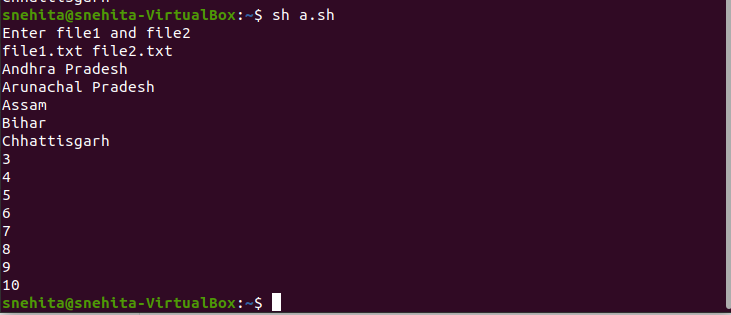 Chhattisgarh
snehita@snehita-VirtualBox:~$ sh a.sh
Enter file1 and file2
file1.txt file2.txt
Andhra Pradesh
Arunachal Pradesh
Assam
Bihar
Chhattisgarh
3
4
5
6
7
8
9
10
snehita@snehita-VirtualBox:~$